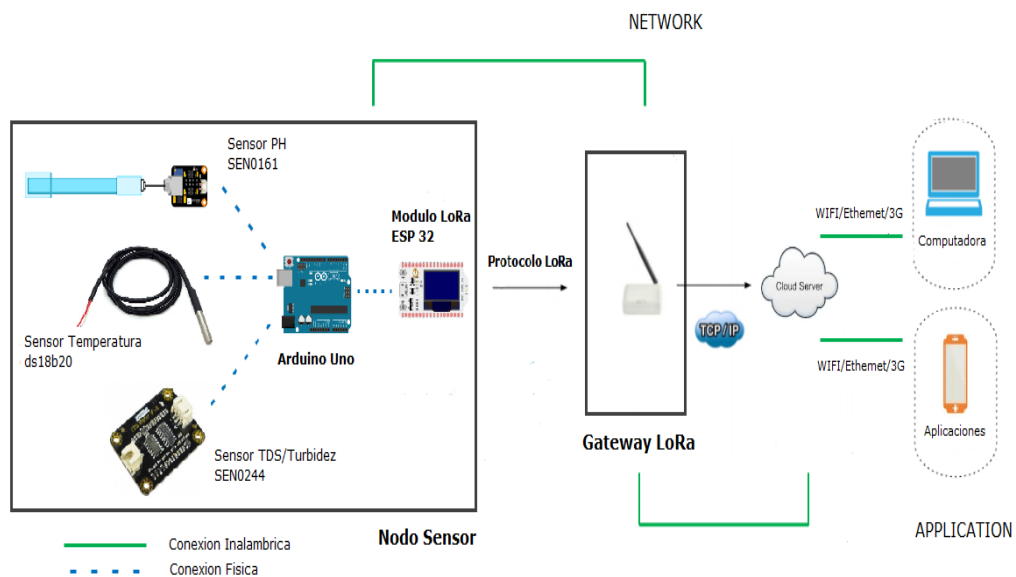 NETWORK
Sensor PH
SEN0161
Modulo LoRa
ESP 32
WIFI/Ethemet/3G
Computadora
Protocolo LoRa
Cloud Server
Sensor Temperatura
ds18b20
Arduino Uno
TCP/IP
WIFI/Ethemet/3G
Aplicaciones
Gateway LoRa
Sensor TDS/Turbidez
SEN0244
Nodo Sensor
APPLICATION
Conexion Inalambrica
Conexion Fisica